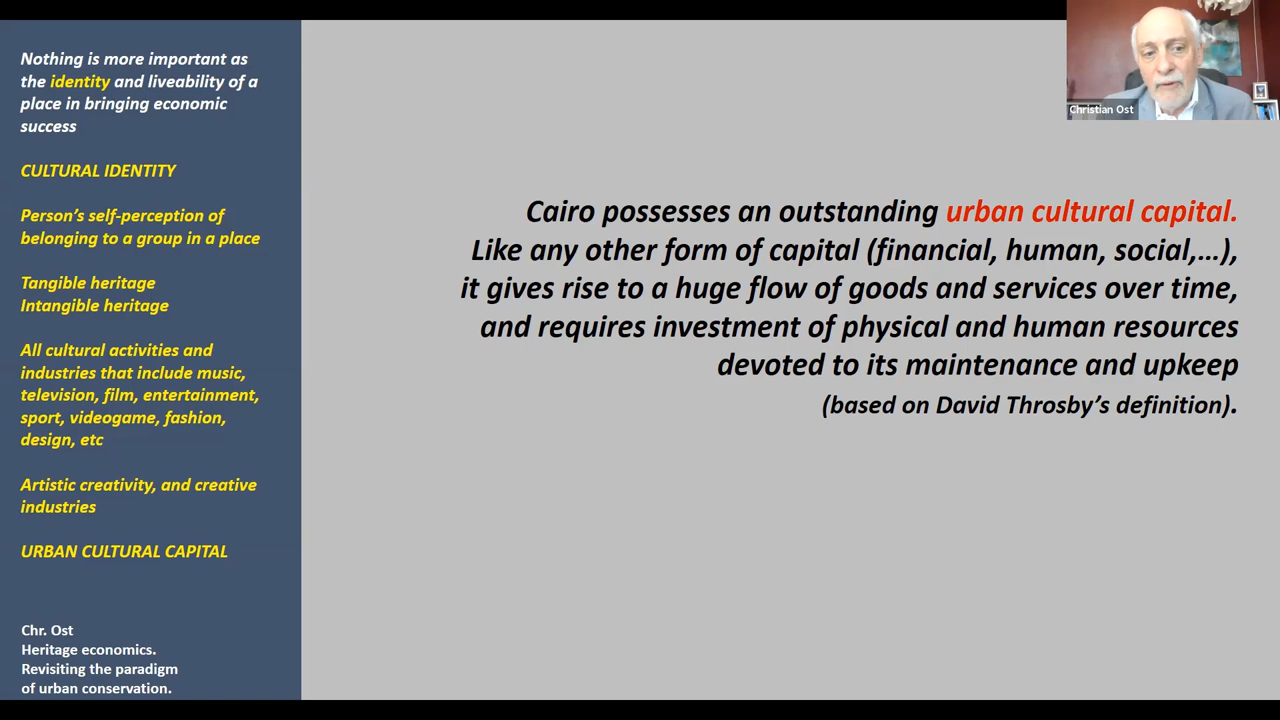 Nothing is more important as
the identity and liveability of a
place in bringing economic
success
CULTURAL IDENTITY
Person’s self-perception of
belonging to a group in a place
Tangible heritage
Intangible heritage
All cultural activities and
industries that include music,
television, film, entertainment,
sport, videogame, fashion,
design, etc
Artistic creativity, and creative
industries
URBAN CULTURAL CAPITAL
Chr. Ost
Heritage economics.
Revisiting the paradigm
of urban conservation.
Cairo possesses an outstanding urban cultural capital.
Like any other form of capital (financial, human, social,...),
it gives rise to a huge flow of goods and services over time,
and requires investment of physical and human resources
devoted to its maintenance and upkeep
(based on David Throsby’s definition).
Christian Ost